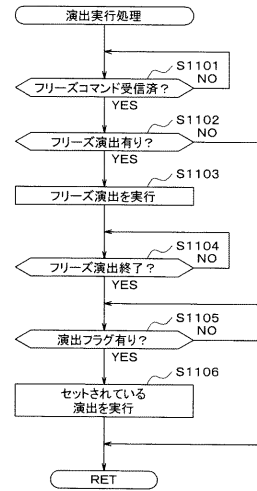 演出実行処理
S1101
フリーズコマンド受信済?
NO
YES
S1102
フリーズ演出有り?
NO
YES
S1103
フリーズ演出を実行
S1104
フリーズ演出終了?
NO
YES
S1105
演出フラグ有り?
NO
YES
S1106
セットされている
演出を実行
RET